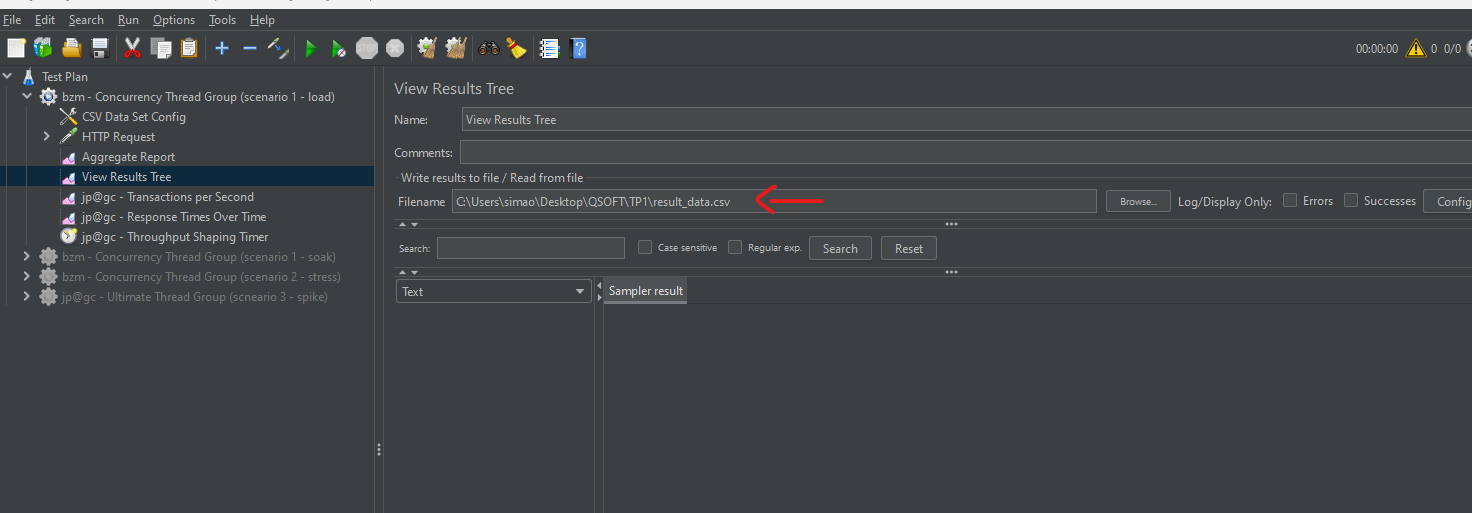 File Edit Search Run Options Tools Help
STOP
00:00:00 0 0/0
Test Plan
bzm - Concurrency Thread Group (scenario 1 - load)
CSV Data Set Config
HTTP Request
Aggregate Report
View Results Tree
jp@gc - Transactions per Second
jp@gc - Response Times Over Time
jp@gc - Throughput Shaping Timer
bzm - Concurrency Thread Group (scenario 1 - soak)
bzm - Concurrency Thread Group (scenario 2 - stress)
jp@gc - Ultimate Thread Group (scneario 3 - spike)
View Results Tree
Name: View Results Tree
Comments:
Write results to file / Read from file
Filename C:\Users\simao\Desktop\QSOFT\TP1\result_data.csv Browse... Log/Display Only: Errors Successes Config
Search: Case sensitive Regular exp. Search Reset
Text
Sampler result